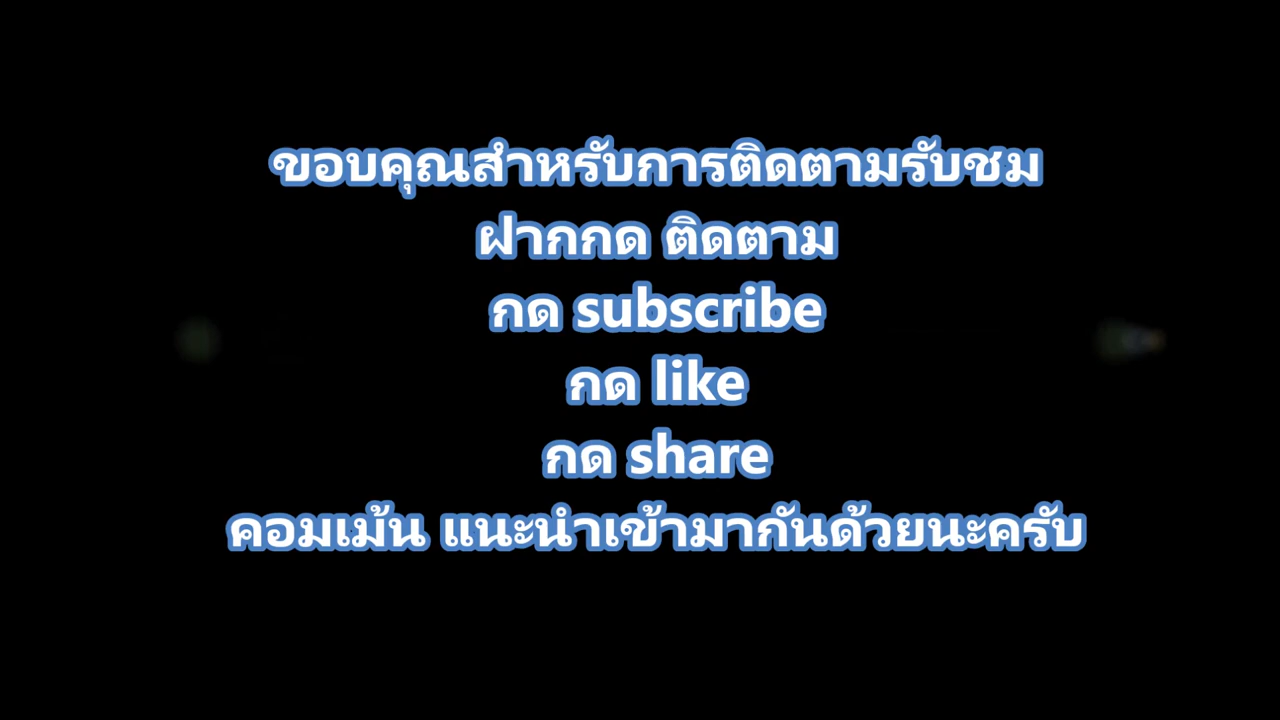 ขอบคุณสำหรับการติดตามรับชม
ฝากกด ติดตาม
กด subscribe
กด like
กด share
คอมเม้น แนะนำเข้ามากันด้วยนะครับ